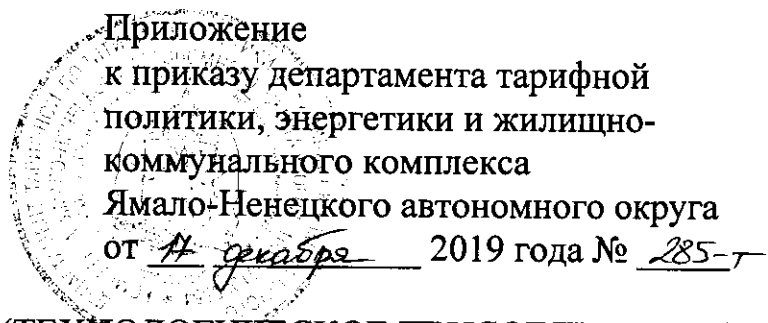 Приложение
к приказу департамента тарифной
политики, энергетики и жилищно-
коммунального комплекса
Ямало-Ненецкого автономного округа
от 17 декабря 2019 года № 285-т